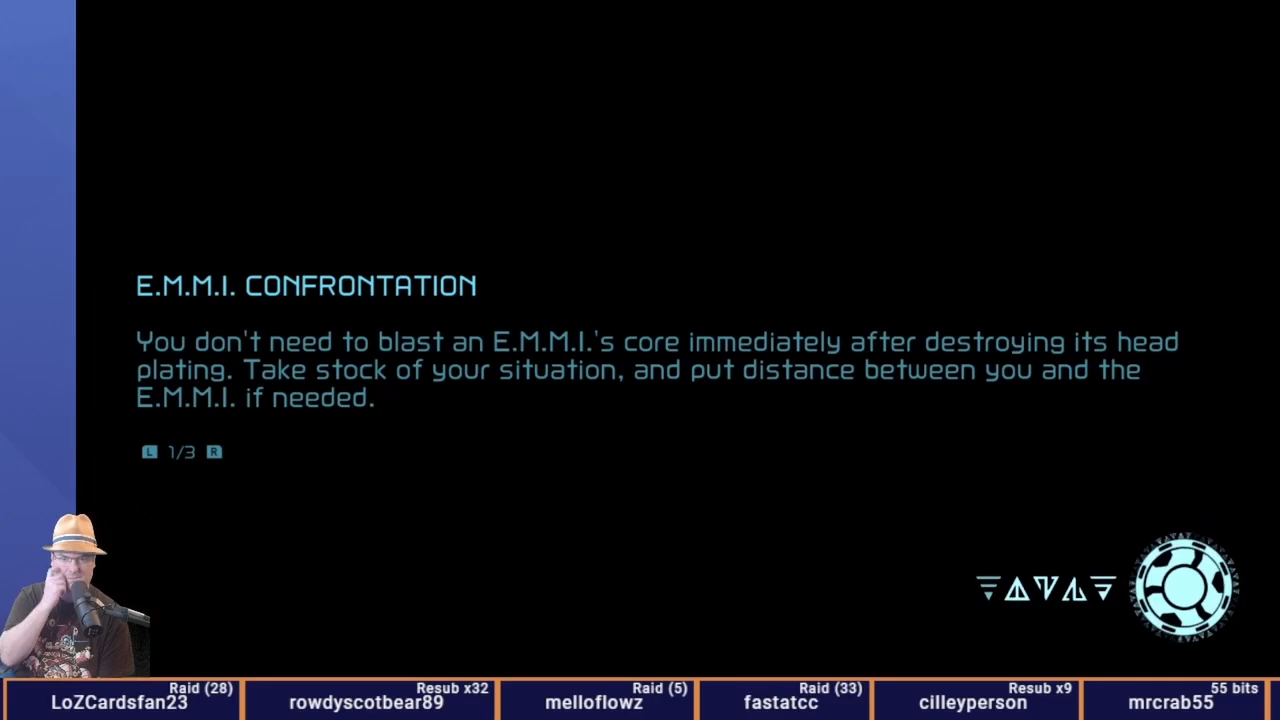 E.M.M.I. CONFRONTATION
You don't need to blast an E.M.M.I.'s core immediately after destroying its head
plating. Take stock of your situation, and put distance between you and the
E.M.M.I. if needed.
L 1/3 R
Raid (28)
LoZCardsfan23
Resub x32
rowdyscotbear89
Raid (5)
melloflowz
Raid (33)
fastatcc
Resub x9
cilleyperson
55 bits
mrcrab55